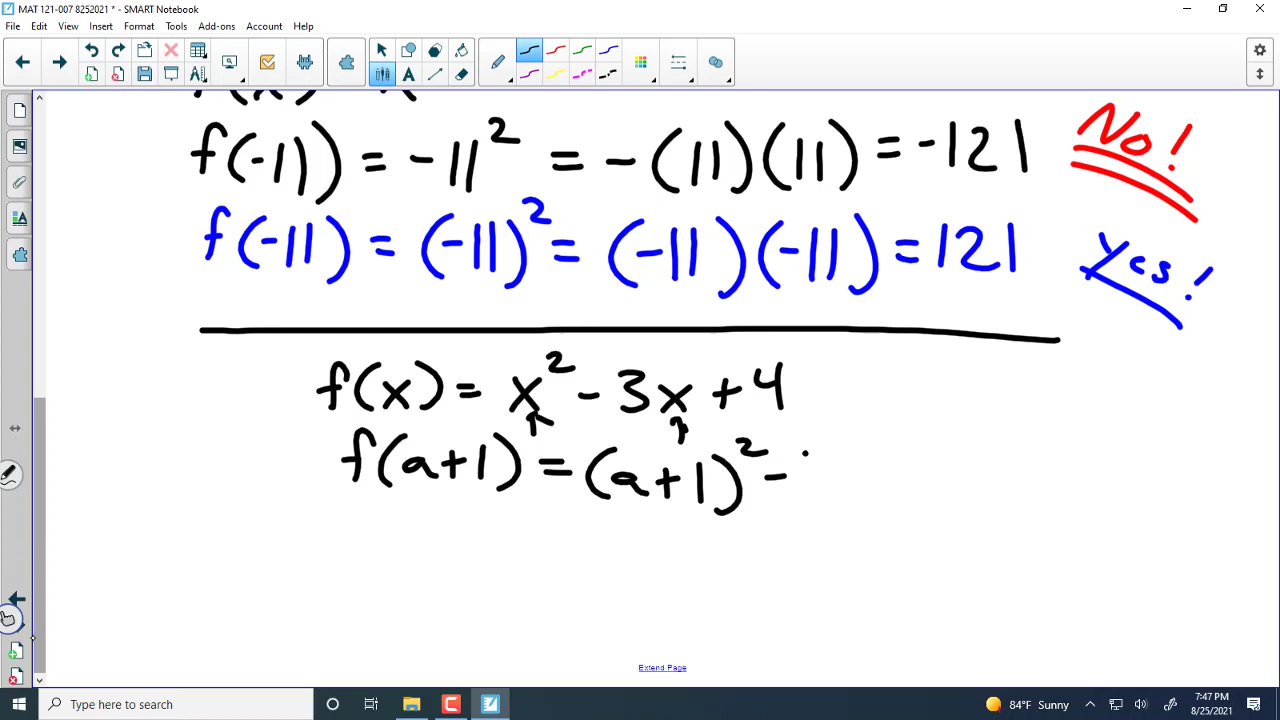 MAT 121-007 8252021 * - SMART Notebook
File Edit View Insert Format Tools Add-ons Account Help
f(-11) = -11² = -(11)(11) = -121 No!
f(-11) = (-11)² = (-11)(-11) = 121 Yes!
f(x) = x² - 3x + 4
f(a+1) = (a+1)² -
Extend Page
Type here to search
84°F Sunny
7:47 PM
8/25/2021